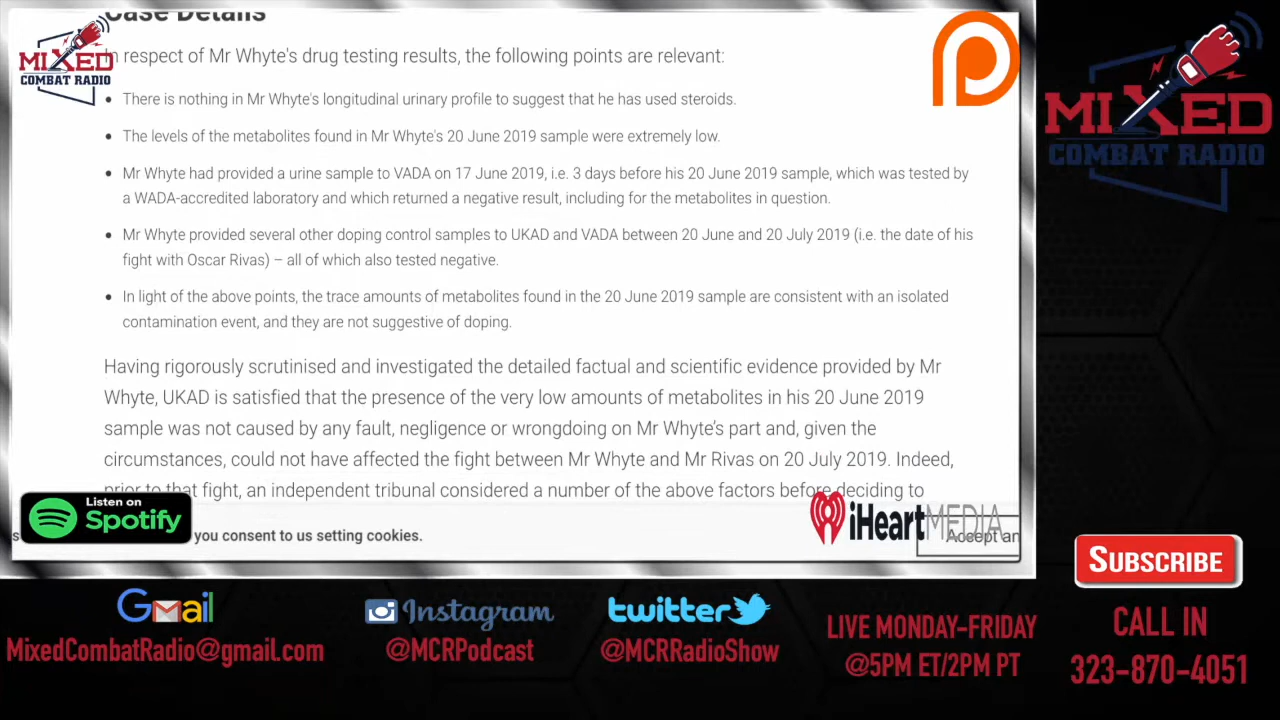 Case Details
MIXED
COMBAT RADIO
n respect of Mr Whyte's drug testing results, the following points are relevant:
MIXED
COMBAT RADIO
• There is nothing in Mr Whyte's longitudinal urinary profile to suggest that he has used steroids.
• The levels of the metabolites found in Mr Whyte's 20 June 2019 sample were extremely low.
• Mr Whyte had provided a urine sample to VADA on 17 June 2019, i.e. 3 days before his 20 June 2019 sample, which was tested by
a WADA-accredited laboratory and which returned a negative result, including for the metabolites in question.
• Mr Whyte provided several other doping control samples to UKAD and VADA between 20 June and 20 July 2019 (i.e. the date of his
fight with Oscar Rivas) – all of which also tested negative.
• In light of the above points, the trace amounts of metabolites found in the 20 June 2019 sample are consistent with an isolated
contamination event, and they are not suggestive of doping.
Having rigorously scrutinised and investigated the detailed factual and scientific evidence provided by Mr
Whyte, UKAD is satisfied that the presence of the very low amounts of metabolites in his 20 June 2019
sample was not caused by any fault, negligence or wrongdoing on Mr Whyte's part and, given the
circumstances, could not have affected the fight between Mr Whyte and Mr Rivas on 20 July 2019. Indeed,
prior to that fight, an independent tribunal considered a number of the above factors before deciding to
Listen on
Spotify
iHeartMEDIA
s
you consent to us setting cookies.
Accept an
SUBSCRIBE
Gmail
MixedCombatRadio@gmail.com
Instagram
@MCRPodcast
twitter
@MCRRadioShow
LIVE MONDAY-FRIDAY
@5PM ET/2PM PT
CALL IN
323-870-4051